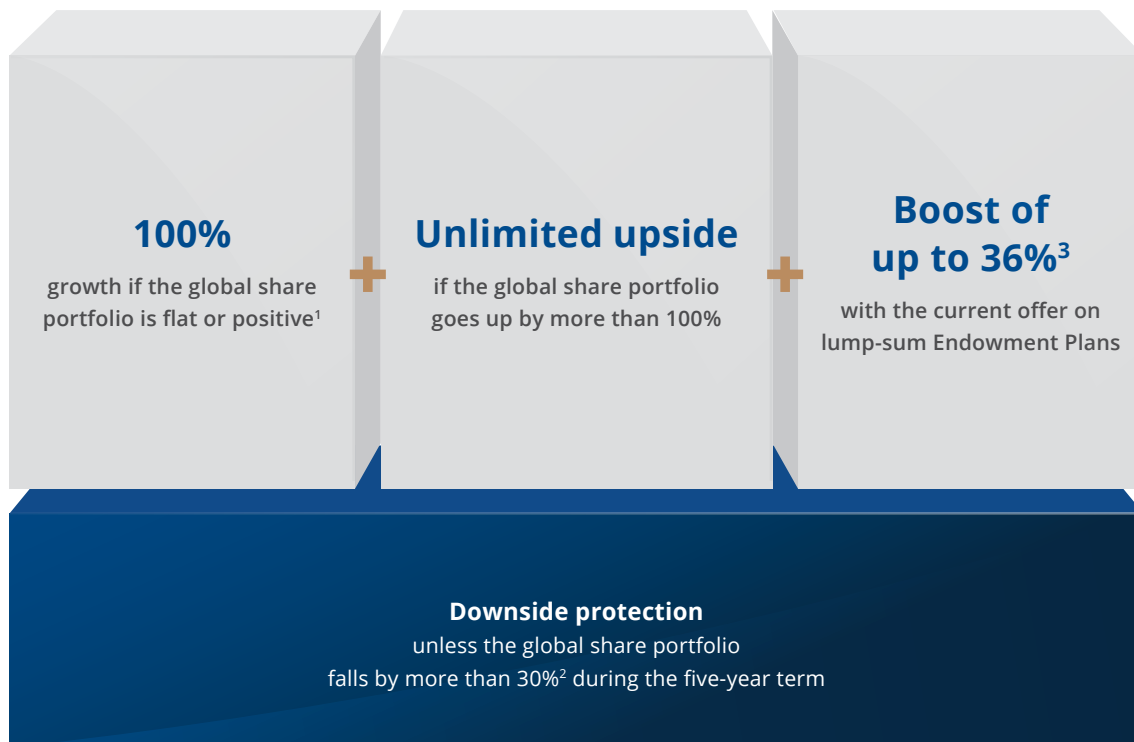 100%
growth if the global share
portfolio is flat or positive¹
+
Unlimited upside
if the global share portfolio
goes up by more than 100%
+
Boost of
up to 36%³
with the current offer on
lump-sum Endowment Plans
Downside protection
unless the global share portfolio
falls by more than 30%² during the five-year term